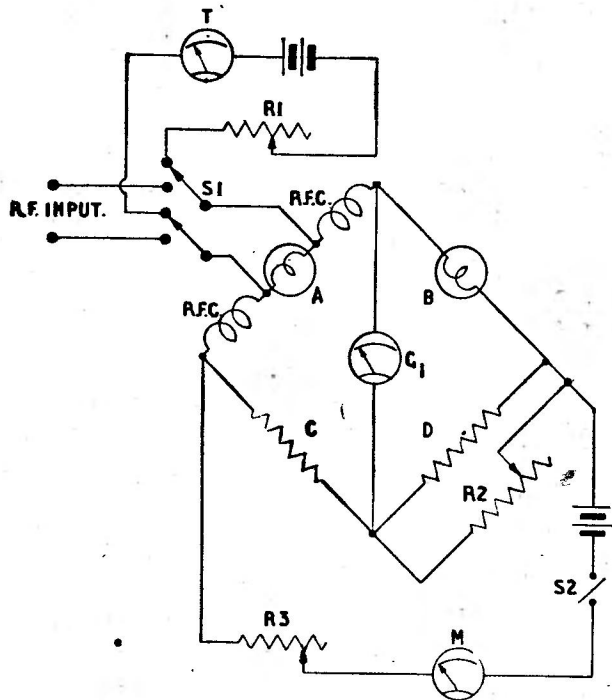 T
R1
S1
R.F. INPUT.
R.F.C.
A
B
R.F.C.
G1
C
D
R2
S2
R3
M